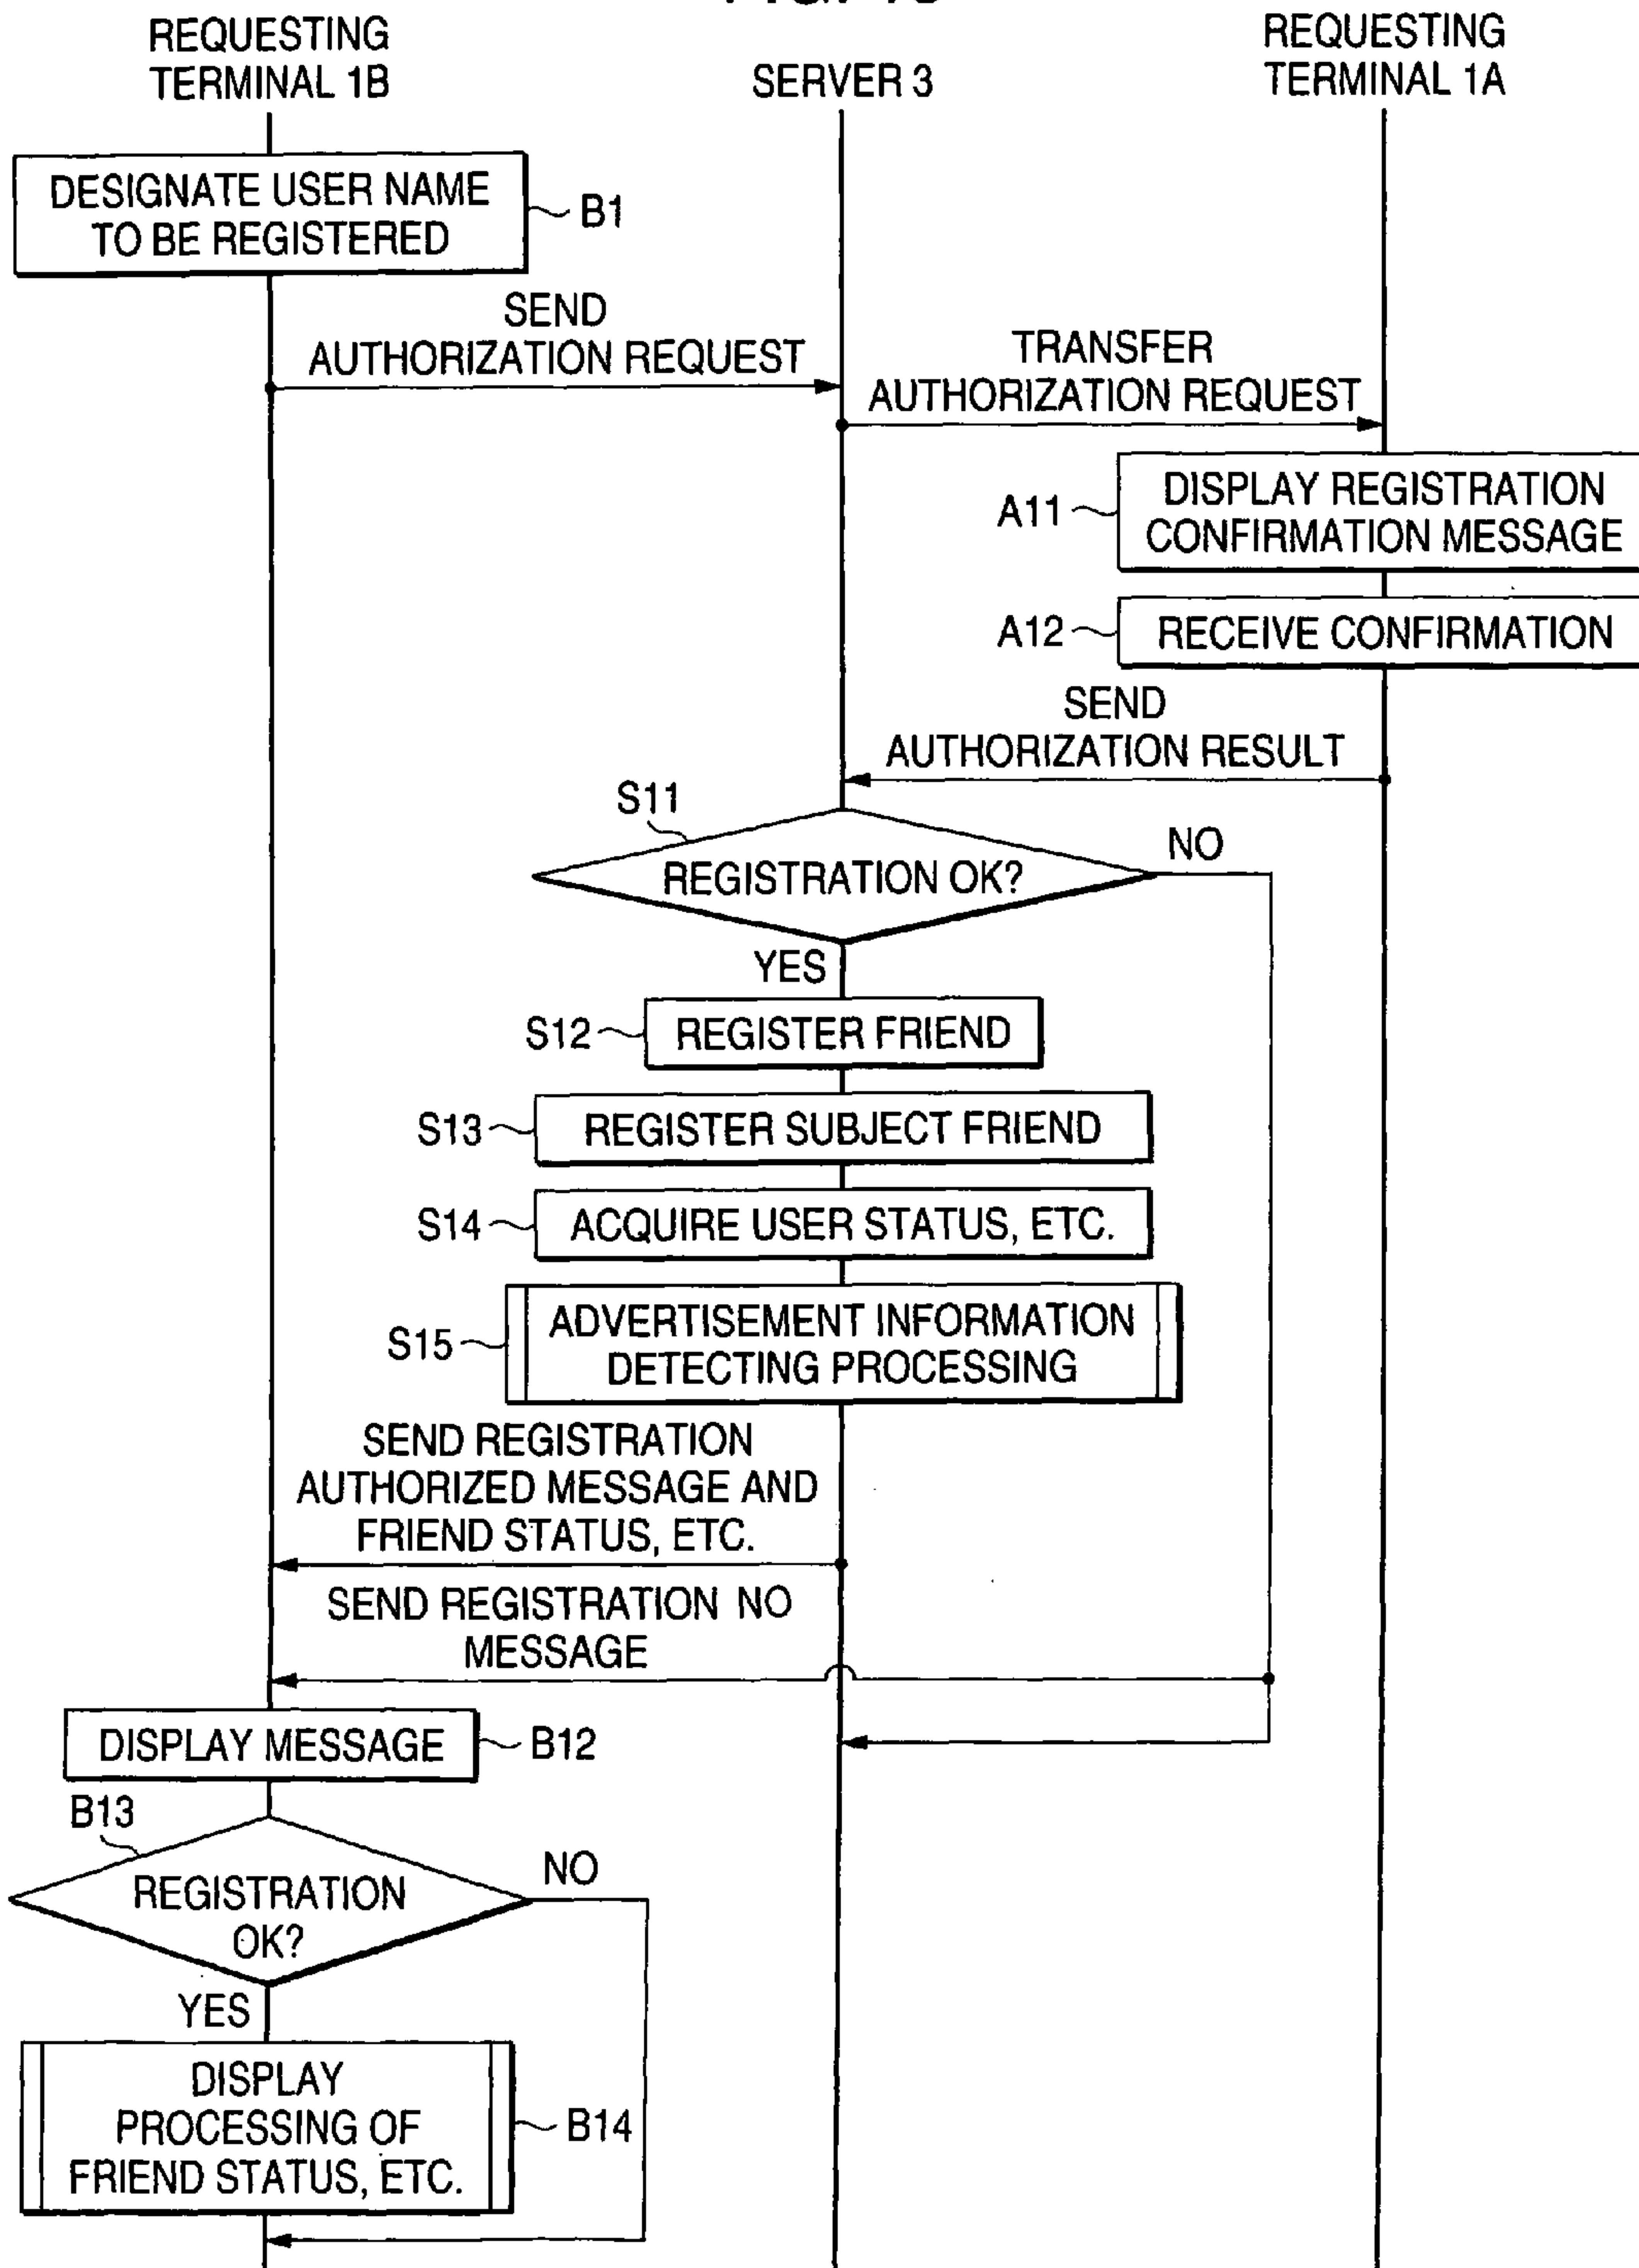 REQUESTING
TERMINAL 1B
SERVER 3
REQUESTING
TERMINAL 1A
DESIGNATE USER NAME
TO BE REGISTERED
B1
SEND
AUTHORIZATION REQUEST
TRANSFER
AUTHORIZATION REQUEST
A11
DISPLAY REGISTRATION
CONFIRMATION MESSAGE
A12
RECEIVE CONFIRMATION
SEND
AUTHORIZATION RESULT
S11
REGISTRATION OK?
NO
YES
S12
REGISTER FRIEND
S13
REGISTER SUBJECT FRIEND
S14
ACQUIRE USER STATUS, ETC.
S15
ADVERTISEMENT INFORMATION
DETECTING PROCESSING
SEND REGISTRATION
AUTHORIZED MESSAGE AND
FRIEND STATUS, ETC.
SEND REGISTRATION NO
MESSAGE
DISPLAY MESSAGE
B12
B13
REGISTRATION
OK?
NO
YES
DISPLAY
PROCESSING OF
FRIEND STATUS, ETC.
B14